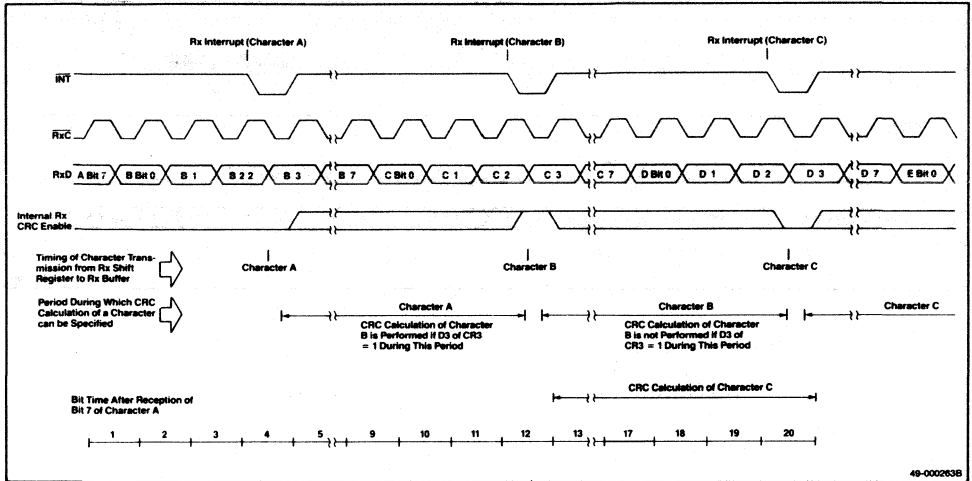 Rx Interrupt (Character A) Rx Interrupt (Character B) Rx Interrupt (Character C)
INT
RxC
RxD A Bit 7 B Bit 0 B 1 B 2 2 B 3 B 7 C Bit 0 C 1 C 2 C 3 C 7 D Bit 0 D 1 D 2 D 3 D 7 E Bit 0
Internal Rx
CRC Enable
Timing of Character Trans-
mission from Rx Shift
Register to Rx Buffer
Character A Character B Character C
Period During Which CRC
Calculation of a Character
can be Specified
Character A Character B Character C
CRC Calculation of Character
B is Performed if D3 of CR3
= 1 During This Period
CRC Calculation of Character
B is not Performed if D3 of
CR3 = 1 During This Period
CRC Calculation of Character C
Bit Time After Reception of
Bit 7 of Character A
1 2 3 4 5 9 10 11 12 13 17 18 19 20
49-000263B